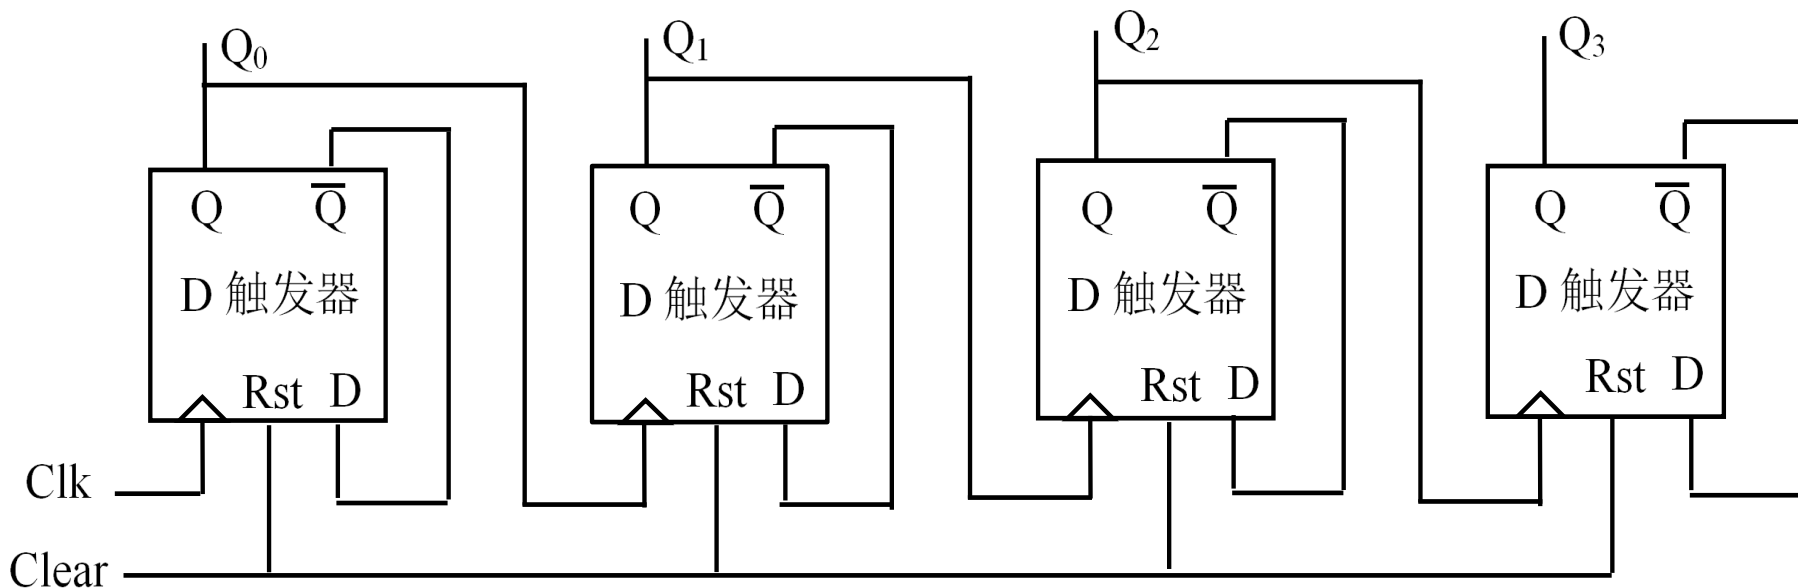 Q0 Q1 Q2 Q3
Q Q̅ Q Q̅ Q Q̅ Q Q̅
D 触发器 D 触发器 D 触发器 D 触发器
Rst D Rst D Rst D Rst D
Clk
Clear